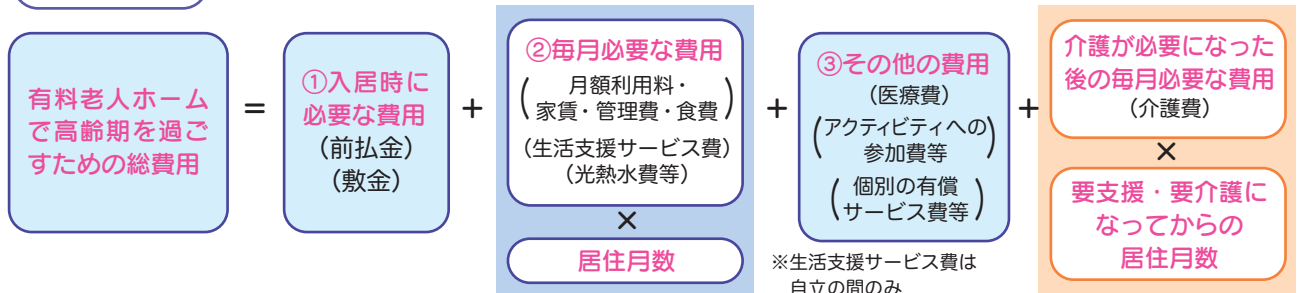 有料老人ホーム
で高齢期を過ご
すための総費用
=
①入居時に
必要な費用
(前払金)
(敷金)
+
②毎月必要な費用
(月額利用料・
家賃・管理費・食費)
(生活支援サービス費)
(光熱水費等)
×
居住月数
+
③その他の費用
(医療費)
(アクティビティへの
参加費等)
(個別の有償
サービス費等)
※生活支援サービス費は
自立の間のみ
+
介護が必要になった
後の毎月必要な費用
(介護費)
×
要支援・要介護に
なってからの
居住月数